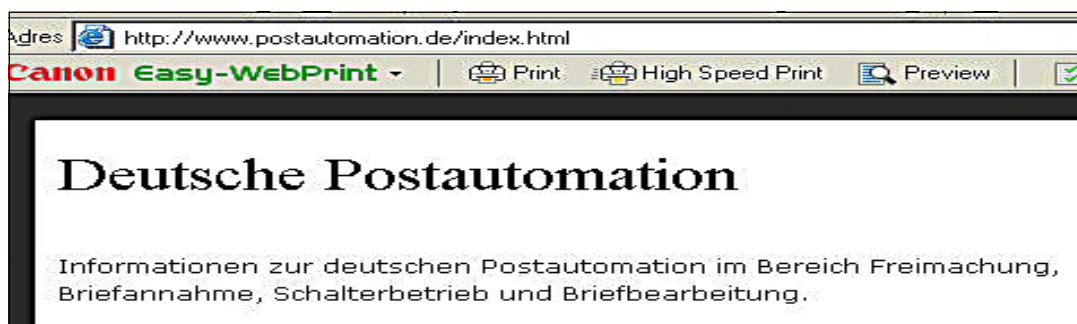 Adres http://www.postautomation.de/index.html
Canon Easy-WebPrint Print High Speed Print Preview
Deutsche Postautomation
Informationen zur deutschen Postautomation im Bereich Freimachung,
Briefannahme, Schalterbetrieb und Briefbearbeitung.